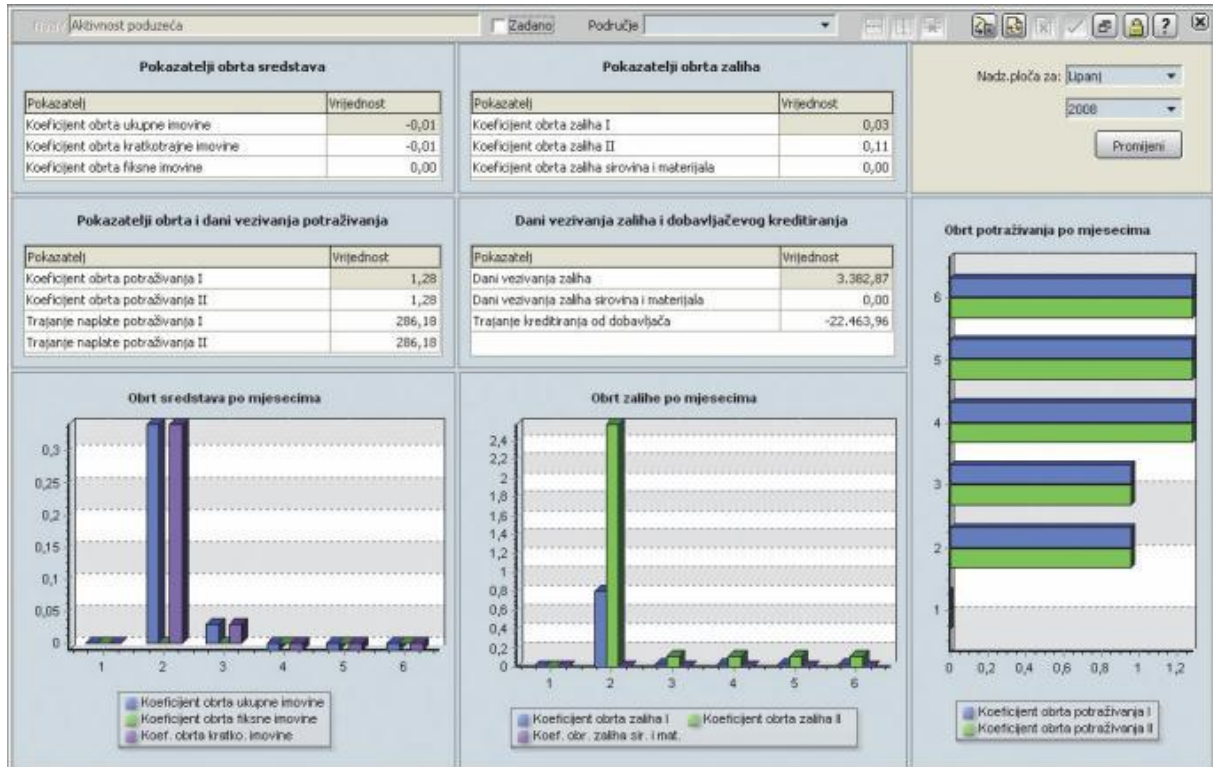 Aktivnost poduzeća
Zadano
Područje
?
Pokazatelji obrta sredstava
Pokazatelj Vrijednost
Koeficijent obrta ukupne imovine -0,01
Koeficijent obrta kratkotrajne imovine -0,01
Koeficijent obrta fiksne imovine 0,00
Pokazatelji obrta zaliha
Pokazatelj Vrijednost
Koeficijent obrta zaliha I 0,03
Koeficijent obrta zaliha II 0,11
Koeficijent obrta zaliha sirovina i materijala 0,00
Nadz.ploča za: Lipanj
2008
Promijeni
Pokazatelji obrta i dani vezivanja potraživanja
Pokazatelj Vrijednost
Koeficijent obrta potraživanja I 1,28
Koeficijent obrta potraživanja II 1,28
Trajanje naplate potraživanja I 286,18
Trajanje naplate potraživanja II 286,18
Dani vezivanja zaliha i dobavljačevog kreditiranja
Pokazatelj Vrijednost
Dani vezivanja zaliha 3.382,87
Dani vezivanja zaliha sirovina i materijala 0,00
Trajanje kreditiranja od dobavljača -22.463,96
Obrt sredstava po mjesecima
0,3
0,25
0,2
0,15
0,1
0,05
0
1 2 3 4 5 6
Koeficijent obrta ukupne imovine
Koeficijent obrta fiksne imovine
Koef. obrta kratko. imovine
Obrt zalihe po mjesecima
2,4
2,2
2
1,8
1,6
1,4
1,2
1
0,8
0,6
0,4
0,2
0
1 2 3 4 5 6
Koeficijent obrta zaliha I Koeficijent obrta zaliha II
Koef. obr. zaliha sir. i mat.
Obrt potraživanja po mjesecima
6
5
4
3
2
1
0 0,2 0,4 0,6 0,8 1 1,2
Koeficijent obrta potraživanja I
Koeficijent obrta potraživanja II